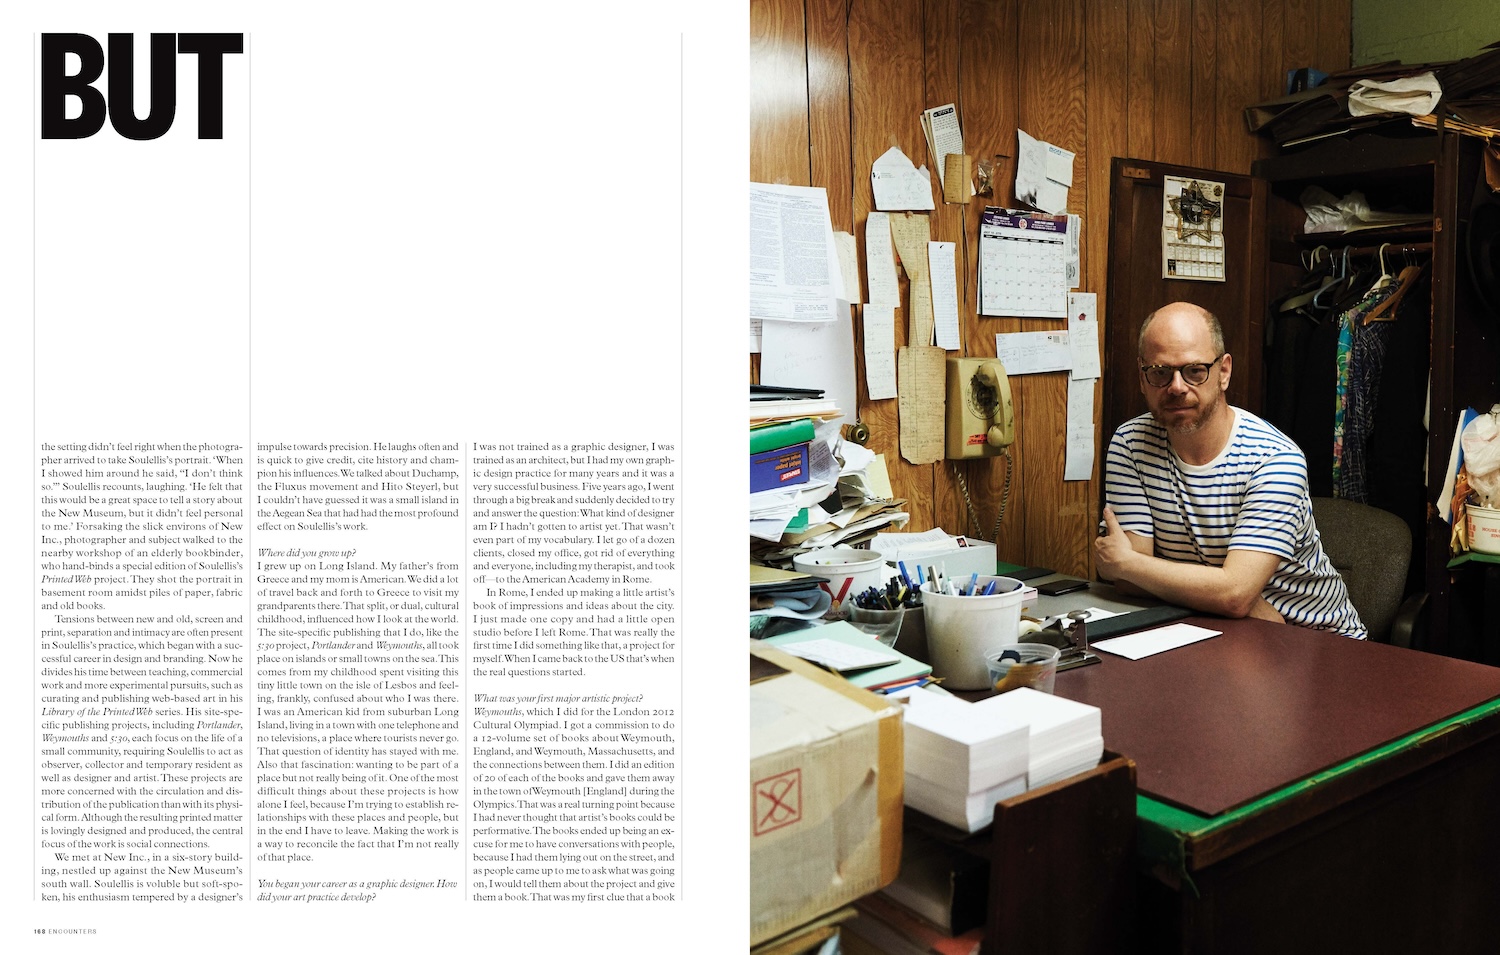 BUT
the setting didn't feel right when the photogra-
pher arrived to take Soulellis's portrait. 'When
I showed him around he said, "I don't think
so."' Soulellis recounts, laughing. 'He felt that
this would be a great space to tell a story about
the New Museum, but it didn't feel personal
to me.' Forsaking the slick environs of New
Inc., photographer and subject walked to the
nearby workshop of an elderly bookbinder,
who hand-binds a special edition of Soulellis's
Printed Web project. They shot the portrait in
basement room amidst piles of paper, fabric
and old books.
Tensions between new and old, screen and
print, separation and intimacy are often present
in Soulellis's practice, which began with a suc-
cessful career in design and branding. Now he
divides his time between teaching, commercial
work and more experimental pursuits, such as
curating and publishing web-based art in his
Library of the Printed Web series. His site-spe-
cific publishing projects, including Portlander,
Weymouths and 5:30, each focus on the life of a
small community, requiring Soulellis to act as
observer, collector and temporary resident as
well as designer and artist. These projects are
more concerned with the circulation and dis-
tribution of the publication than with its physi-
cal form. Although the resulting printed matter
is lovingly designed and produced, the central
focus of the work is social connections.
We met at New Inc., in a six-story build-
ing, nestled up against the New Museum's
south wall. Soulellis is voluble but soft-spo-
ken, his enthusiasm tempered by a designer's
impulse towards precision. He laughs often and
is quick to give credit, cite history and cham-
pion his influences. We talked about Duchamp,
the Fluxus movement and Hito Steyerl, but
I couldn't have guessed it was a small island in
the Aegean Sea that had had the most profound
effect on Soulellis's work.
Where did you grow up?
I grew up on Long Island. My father's from
Greece and my mom is American. We did a lot
of travel back and forth to Greece to visit my
grandparents there. That split, or dual, cultural
childhood, influenced how I look at the world.
The site-specific publishing that I do, like the
5:30 project, Portlander and Weymouths, all took
place on islands or small towns on the sea. This
comes from my childhood spent visiting this
tiny little town on the isle of Lesbos and feel-
ing, frankly, confused about who I was there.
I was an American kid from suburban Long
Island, living in a town with one telephone and
no televisions, a place where tourists never go.
That question of identity has stayed with me.
Also that fascination: wanting to be part of a
place but not really being of it. One of the most
difficult things about these projects is how
alone I feel, because I'm trying to establish re-
lationships with these places and people, but
in the end I have to leave. Making the work is
a way to reconcile the fact that I'm not really
of that place.
You began your career as a graphic designer. How
did your art practice develop?
I was not trained as a graphic designer, I was
trained as an architect, but I had my own graph-
ic design practice for many years and it was a
very successful business. Five years ago, I went
through a big break and suddenly decided to try
and answer the question: What kind of designer
am I? I hadn't gotten to artist yet. That wasn't
even part of my vocabulary. I let go of a dozen
clients, closed my office, got rid of everything
and everyone, including my therapist, and took
off—to the American Academy in Rome.
In Rome, I ended up making a little artist's
book of impressions and ideas about the city.
I just made one copy and had a little open
studio before I left Rome. That was really the
first time I did something like that, a project for
myself. When I came back to the US that's when
the real questions started.
What was your first major artistic project?
Weymouths, which I did for the London 2012
Cultural Olympiad. I got a commission to do
a 12-volume set of books about Weymouth,
England, and Weymouth, Massachusetts, and
the connections between them. I did an edition
of 20 of each of the books and gave them away
in the town of Weymouth [England] during the
Olympics. That was a real turning point because
I had never thought that artist's books could be
performative. The books ended up being an ex-
cuse for me to have conversations with people,
because I had them lying out on the street, and
as people came up to me to ask what was going
on, I would tell them about the project and give
them a book. That was my first clue that a book
168 ENCOUNTERS